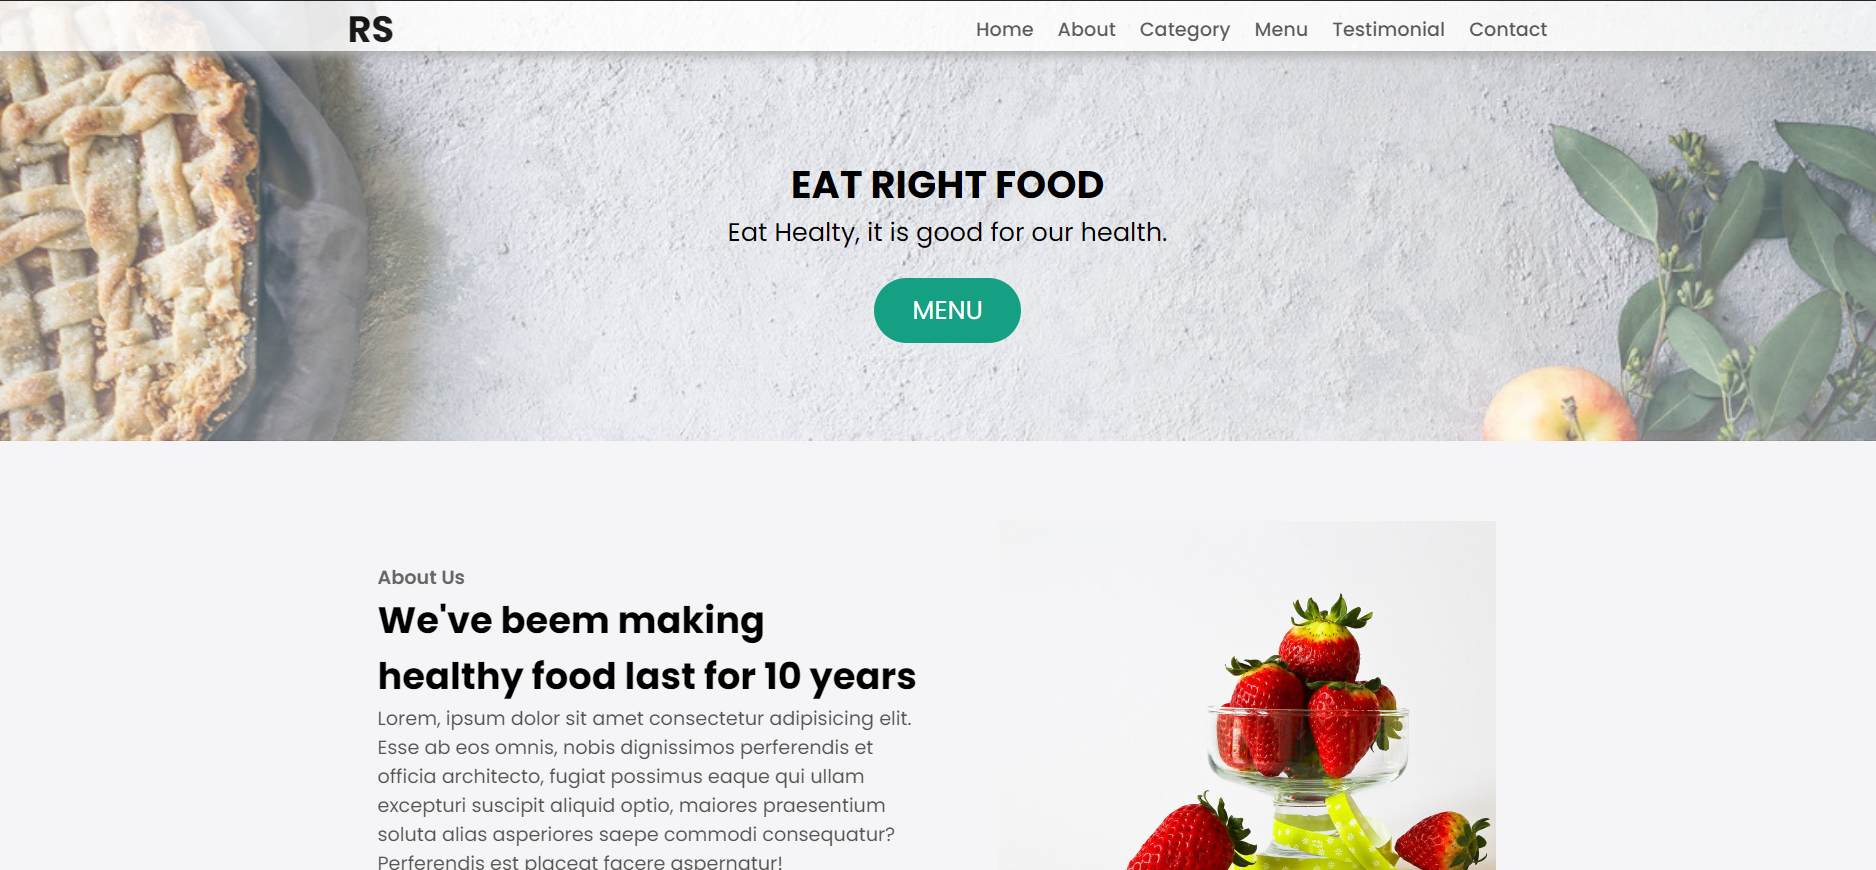 RS
Home About Category Menu Testimonial Contact
EAT RIGHT FOOD
Eat Healty, it is good for our health.
MENU
About Us
We've beem making
healthy food last for 10 years
Lorem, ipsum dolor sit amet consectetur adipisicing elit.
Esse ab eos omnis, nobis dignissimos perferendis et
officia architecto, fugiat possimus eaque qui ullam
excepturi suscipit aliquid optio, maiores praesentium
soluta alias asperiores saepe commodi consequatur?
Perferendis est placeat facere aspernatur!